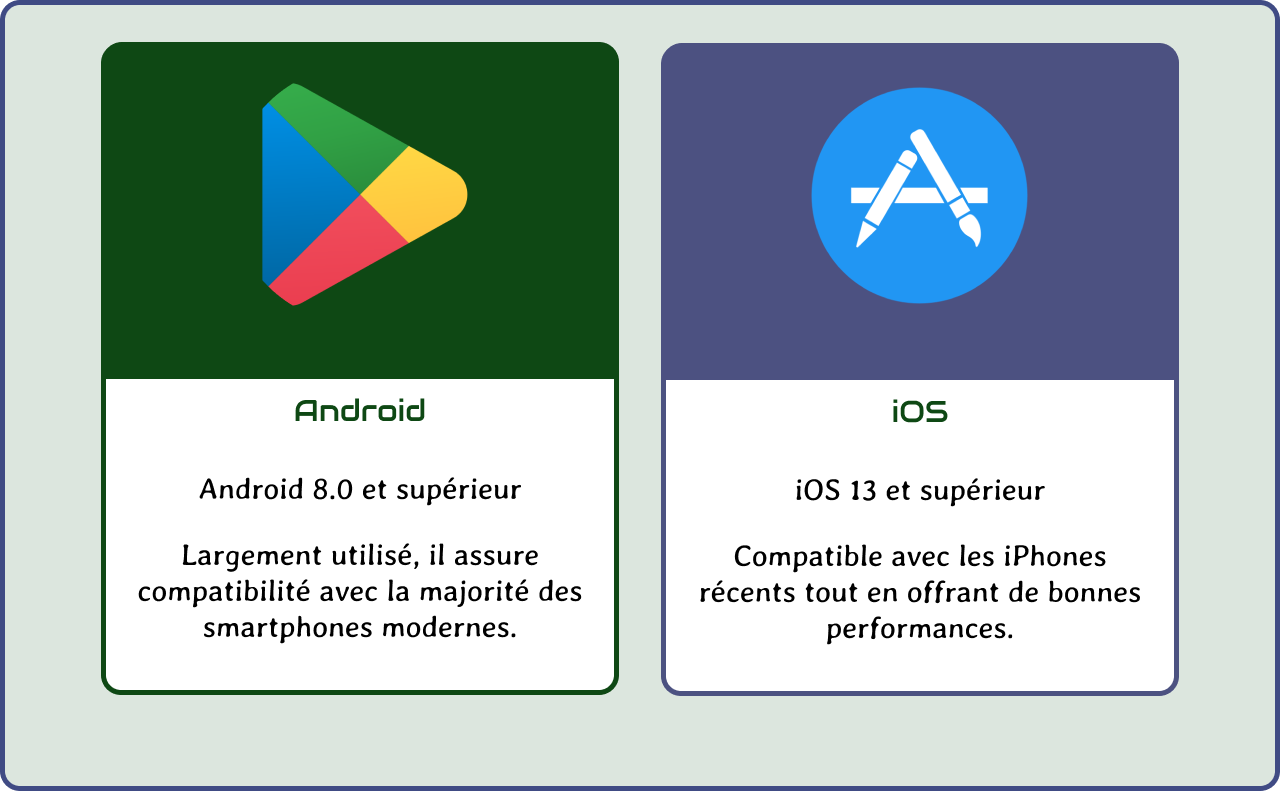 Android
Android 8.0 et supérieur
Largement utilisé, il assure
compatibilité avec la majorité des
smartphones modernes.
iOS
iOS 13 et supérieur
Compatible avec les iPhones
récents tout en offrant de bonnes
performances.